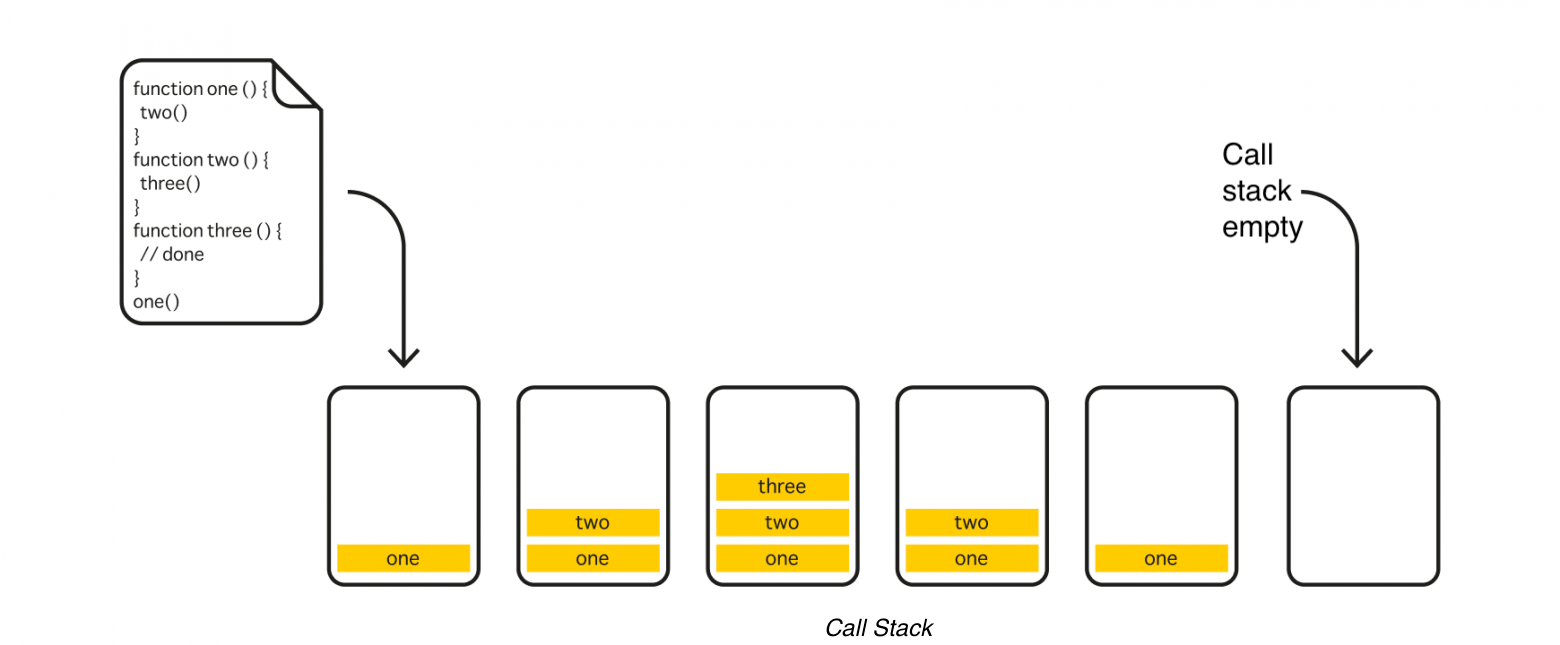 function one () {
two()
}
function two () {
three()
}
function three () {
// done
}
one()
Call
stack
empty
one
two
one
three
two
one
two
one
one
Call Stack